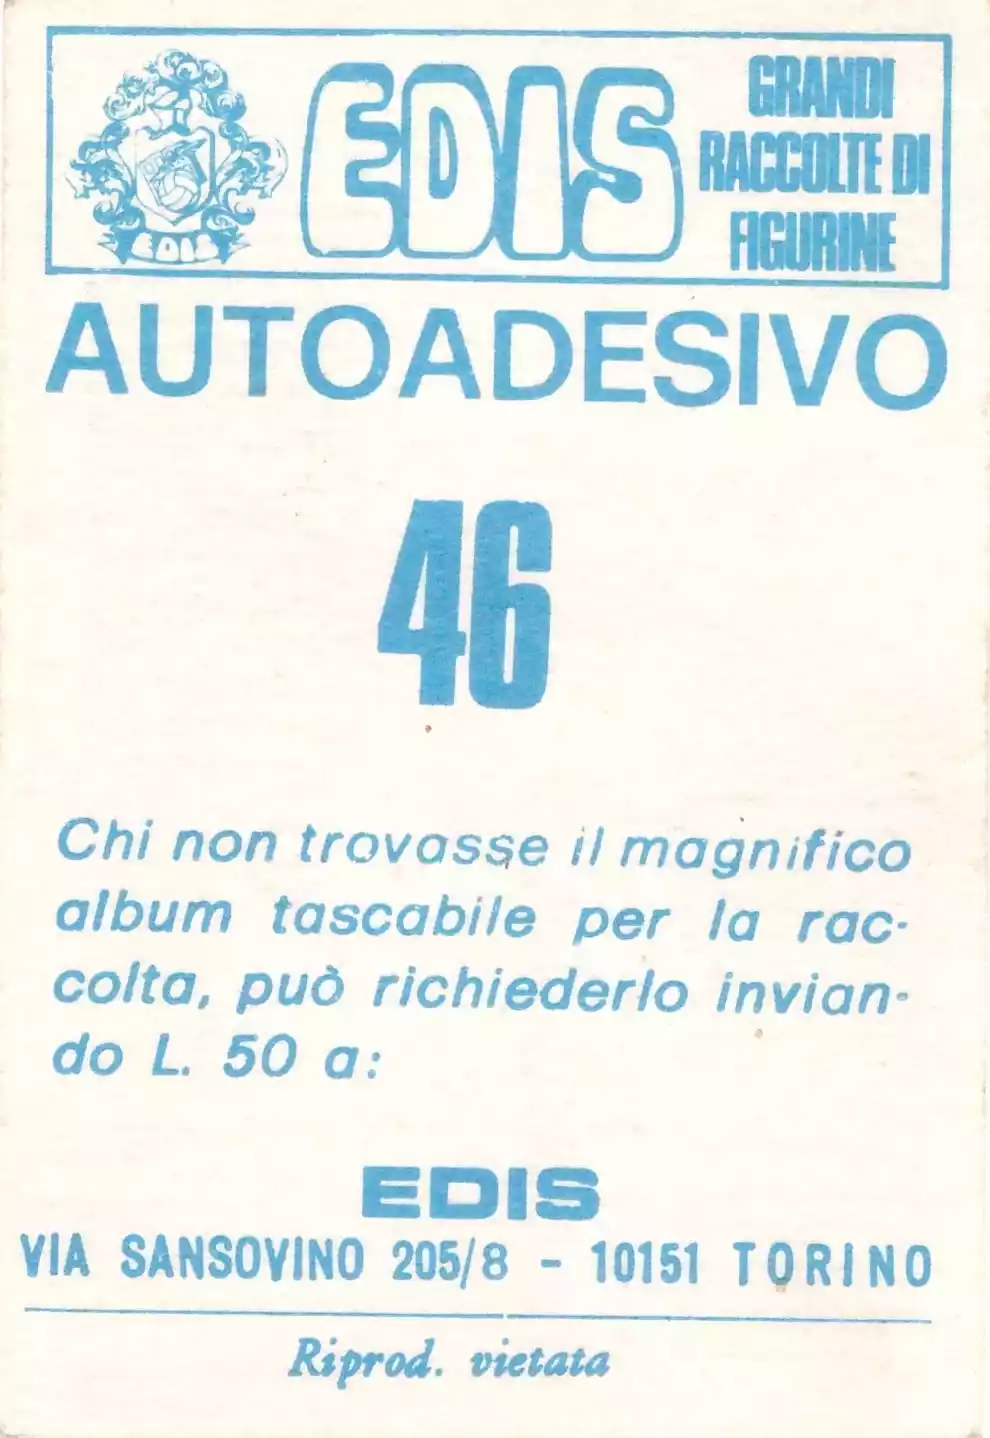 EDIS
EDIS
GRANDI
RACCOLTE DI
FIGURINE
AUTOADESIVO
46
Chi non trovasse il magnifico
album tascabile per la rac-
colta, può richiederlo invian-
do L. 50 a:
EDIS
VIA SANSOVINO 205/8 - 10151 TORINO
Riprod. vietata